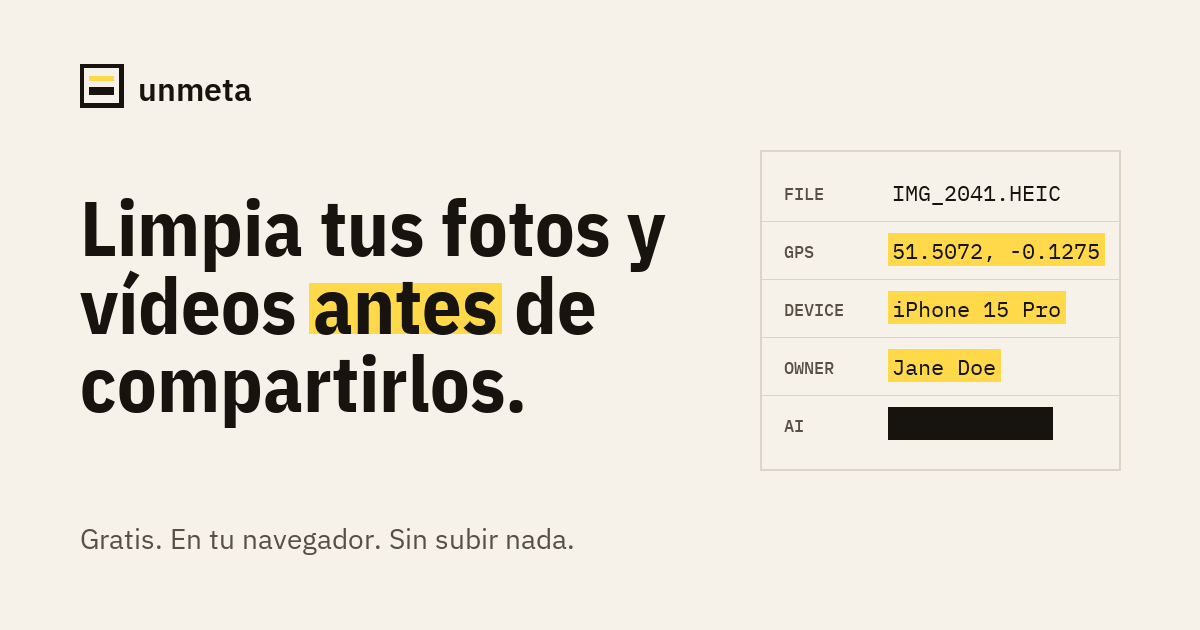 unmeta
Limpia tus fotos y
vídeos antes de
compartirlos.
Gratis. En tu navegador. Sin subir nada.
FILE IMG_2041.HEIC
GPS 51.5072, -0.1275
DEVICE iPhone 15 Pro
OWNER Jane Doe
AI